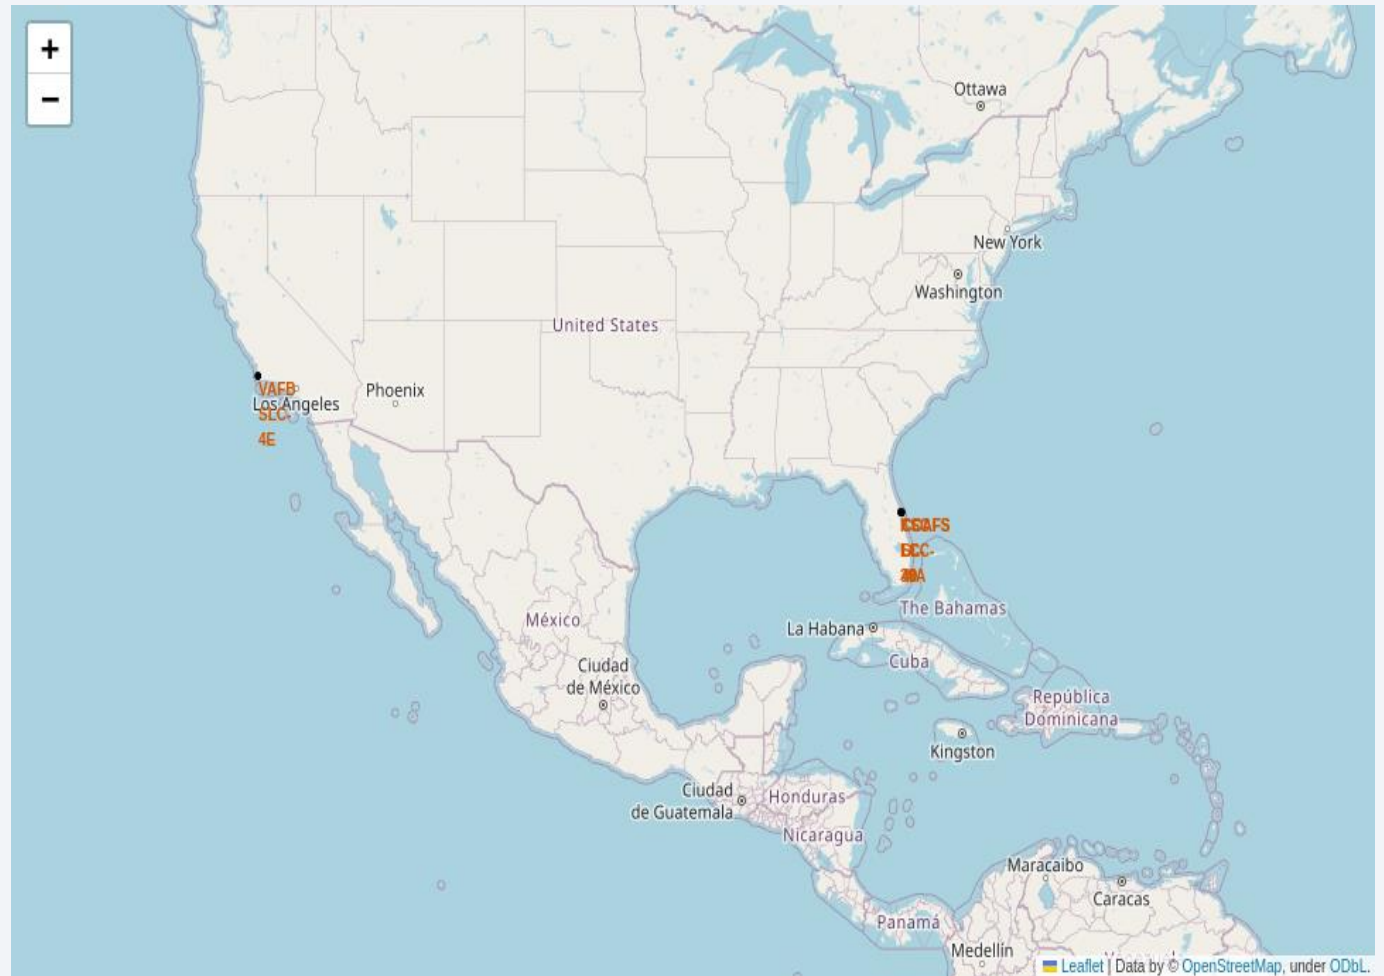 +
−
Ottawa
New York
Washington
United States
VAFB
Los Angeles
SLC-
4E
Phoenix
The Bahamas
La Habana
Cuba
México
Ciudad
de México
República
Dominicana
Kingston
Ciudad
de Guatemala
Honduras
Nicaragua
Maracaibo
Caracas
Panamá
Medellín
Leaflet | Data by © OpenStreetMap, under ODbL.